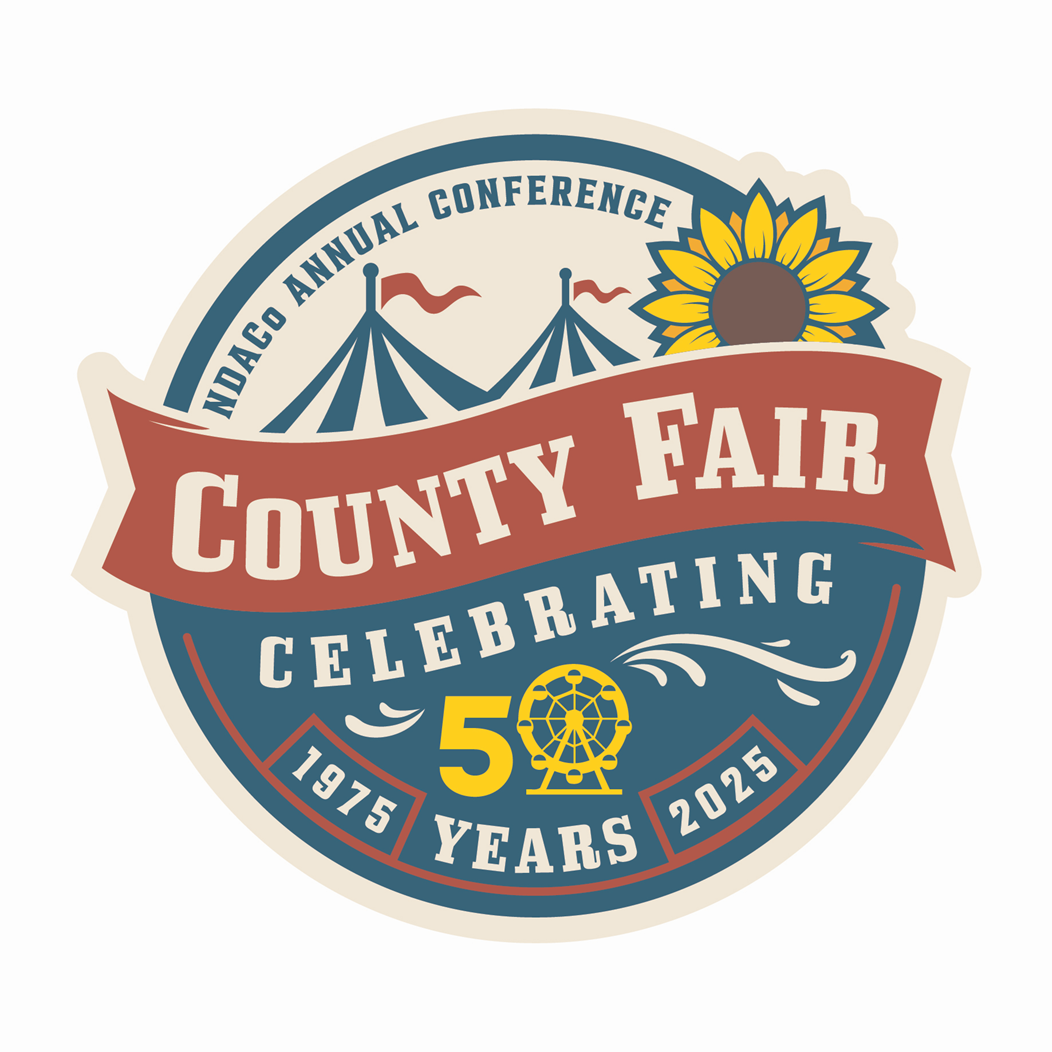 NDACo ANNUAL CONFERENCE
COUNTY FAIR
CELEBRATING
50
YEARS
1975
2025